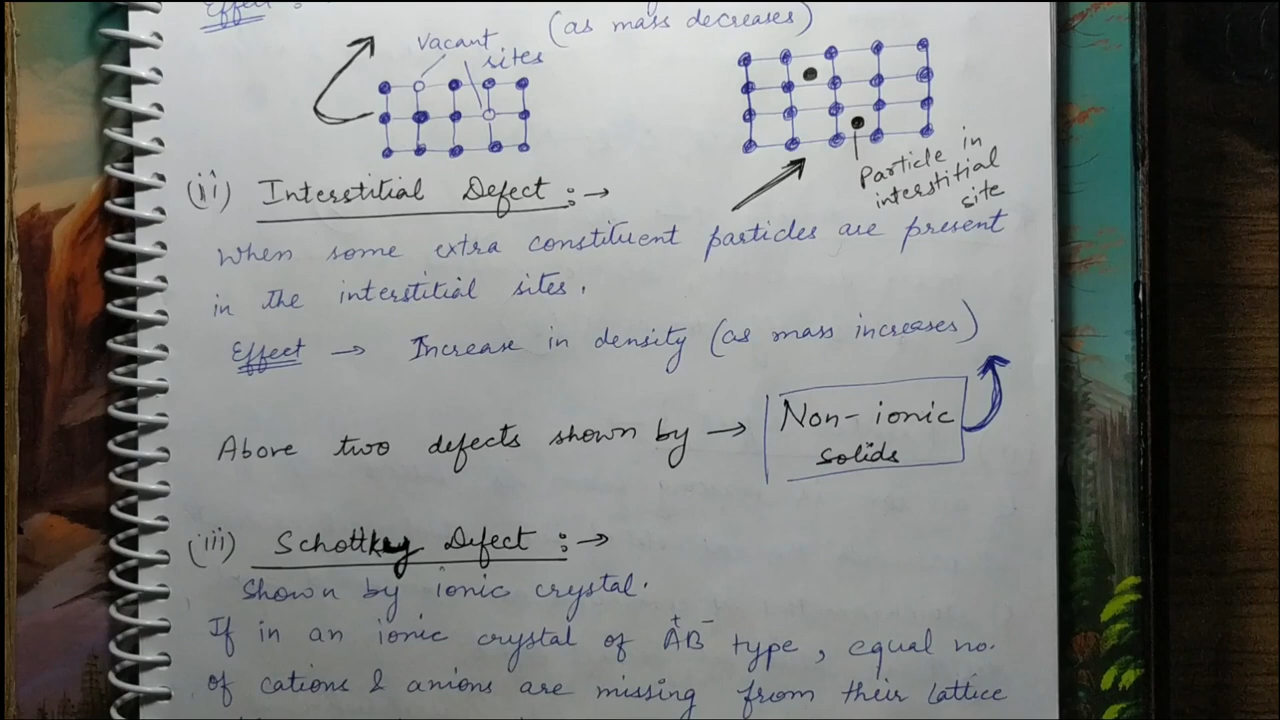 Effect :
(as mass decreases)
vacant
sites
Particle in
interstitial
site
(ii) Interstitial Defect :→
When some extra constituent particles are present
in the interstitial sites.
Effect → Increase in density (as mass increases)
Above two defects shown by → Non-ionic
solids
(iii) Schottky Defect :→
Shown by ionic crystal.
If in an ionic crystal of A⁺B⁻ type, equal no.
of cations & anions are missing from their lattice